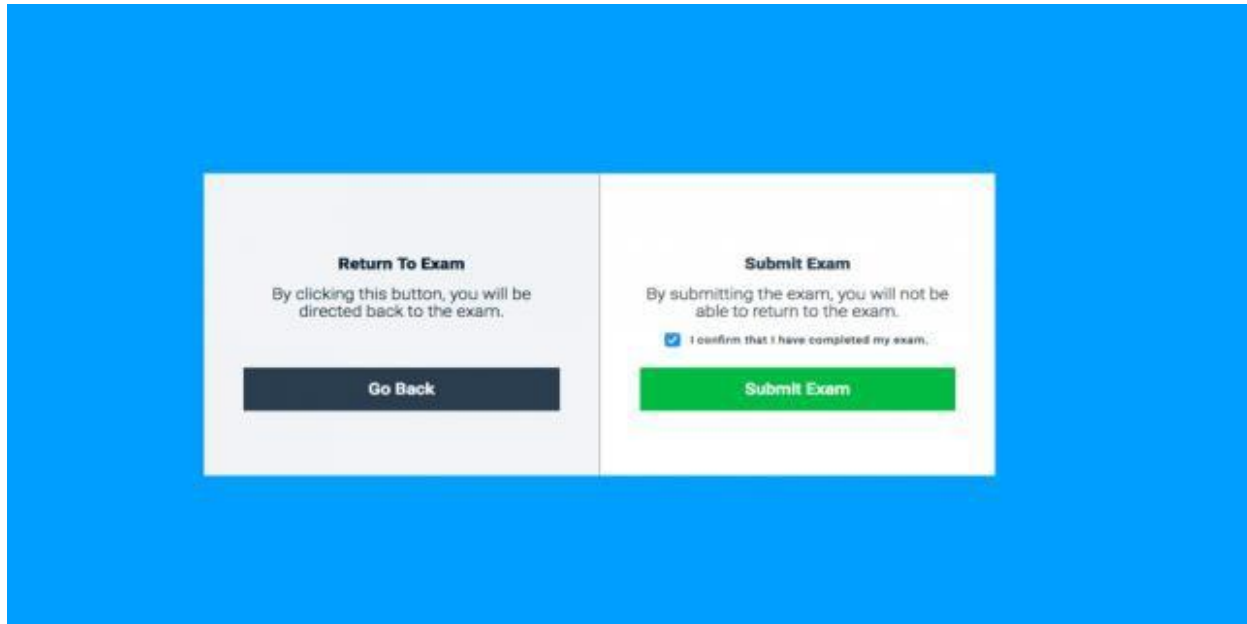 Return To Exam
By clicking this button, you will be
directed back to the exam.
Go Back
Submit Exam
By submitting the exam, you will not be
able to return to the exam.
I confirm that I have completed my exam.
Submit Exam